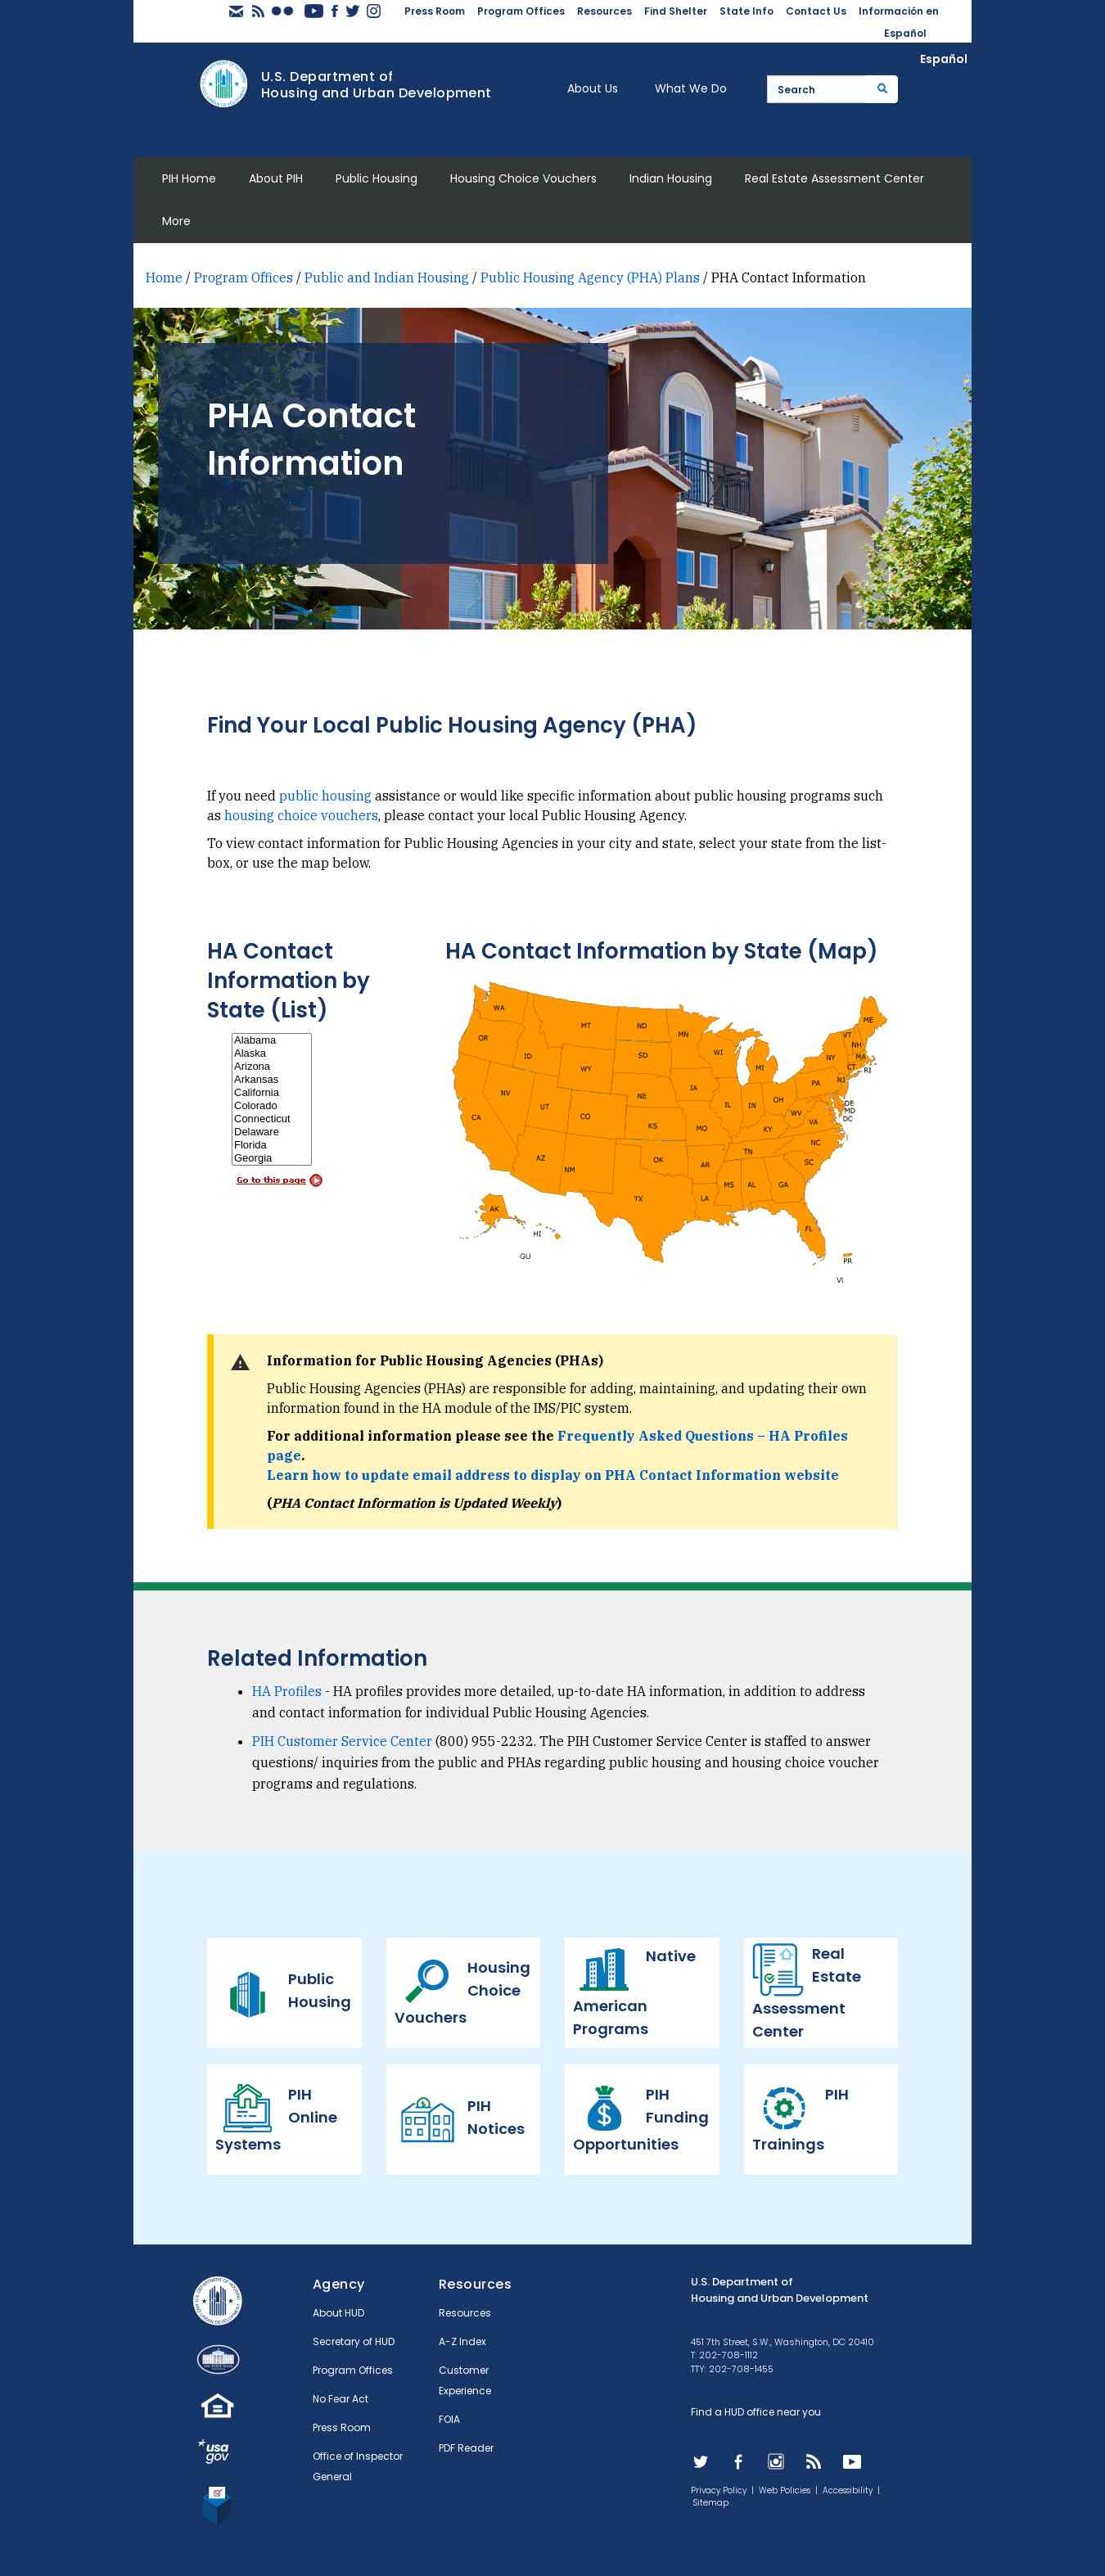 Press Room Program Offices Resources Find Shelter State Info Contact Us Información en
Español
Español
U.S. Department of
Housing and Urban Development
About Us What We Do
Search
PIH Home About PIH Public Housing Housing Choice Vouchers Indian Housing Real Estate Assessment Center
More
Home / Program Offices / Public and Indian Housing / Public Housing Agency (PHA) Plans / PHA Contact Information
PHA Contact
Information
Find Your Local Public Housing Agency (PHA)
If you need public housing assistance or would like specific information about public housing programs such
as housing choice vouchers, please contact your local Public Housing Agency.
To view contact information for Public Housing Agencies in your city and state, select your state from the list-
box, or use the map below.
HA Contact
Information by
State (List)
Alabama
Alaska
Arizona
Arkansas
California
Colorado
Connecticut
Delaware
Florida
Georgia
Go to this page
HA Contact Information by State (Map)
WA
MT
ND
MN
ME
OR
ID
SD
WI
MI
VT
NH
NY
MA
CT
RI
WY
IA
PA
NJ
NV
UT
NE
IL
IN
OH
DE
MD
DC
CA
CO
KS
MO
KY
WV
VA
AZ
NM
OK
AR
TN
NC
SC
TX
LA
MS
AL
GA
AK
HI
GU
FL
PR
VI
Information for Public Housing Agencies (PHAs)
Public Housing Agencies (PHAs) are responsible for adding, maintaining, and updating their own
information found in the HA module of the IMS/PIC system.
For additional information please see the Frequently Asked Questions – HA Profiles
page.
Learn how to update email address to display on PHA Contact Information website
(PHA Contact Information is Updated Weekly)
Related Information
• HA Profiles - HA profiles provides more detailed, up-to-date HA information, in addition to address
and contact information for individual Public Housing Agencies.
• PIH Customer Service Center (800) 955-2232. The PIH Customer Service Center is staffed to answer
questions/ inquiries from the public and PHAs regarding public housing and housing choice voucher
programs and regulations.
Public
Housing
Housing
Choice
Vouchers
Native
American
Programs
Real
Estate
Assessment
Center
PIH
Online
Systems
PIH
Notices
PIH
Funding
Opportunities
PIH
Trainings
Agency
About HUD
Secretary of HUD
Program Offices
No Fear Act
Press Room
Office of Inspector
General
Resources
Resources
A-Z Index
Customer
Experience
FOIA
PDF Reader
U.S. Department of
Housing and Urban Development
451 7th Street, S.W., Washington, DC 20410
T: 202-708-1112
TTY: 202-708-1455
Find a HUD office near you
Privacy Policy | Web Policies | Accessibility |
Sitemap
usa
gov